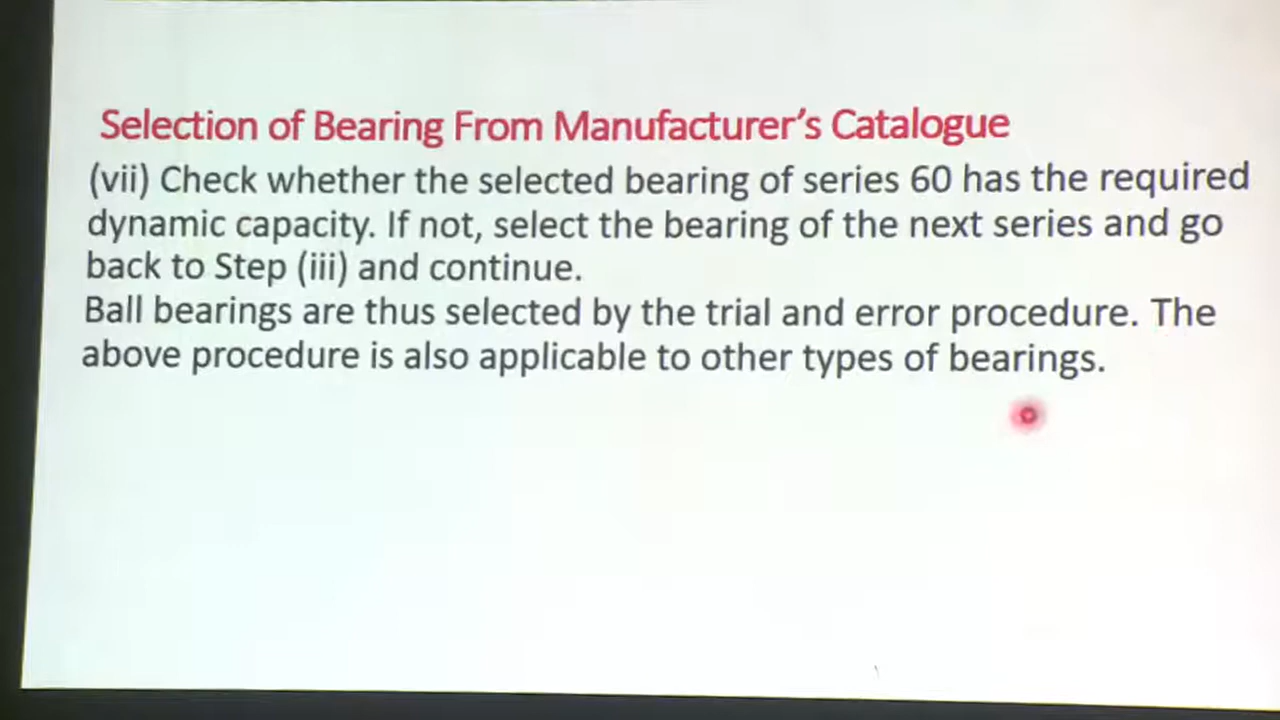 Selection of Bearing From Manufacturer's Catalogue
(vii) Check whether the selected bearing of series 60 has the required
dynamic capacity. If not, select the bearing of the next series and go
back to Step (iii) and continue.
Ball bearings are thus selected by the trial and error procedure. The
above procedure is also applicable to other types of bearings.